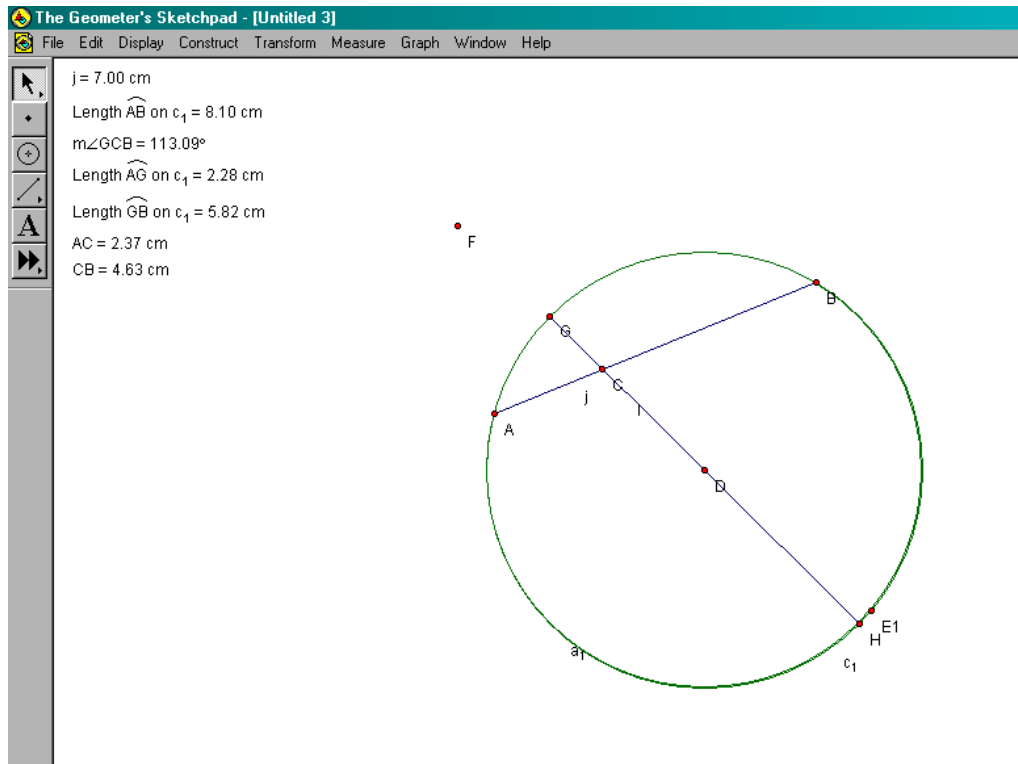 The Geometer's Sketchpad - [Untitled 3]
File Edit Display Construct Transform Measure Graph Window Help
j = 7.00 cm
Length AB on c₁ = 8.10 cm
m∠GCB = 113.09°
Length AG on c₁ = 2.28 cm
Length GB on c₁ = 5.82 cm
AC = 2.37 cm
CB = 4.63 cm
A
F
B
G
C
j
l
A
D
E1
H
a₁
c₁